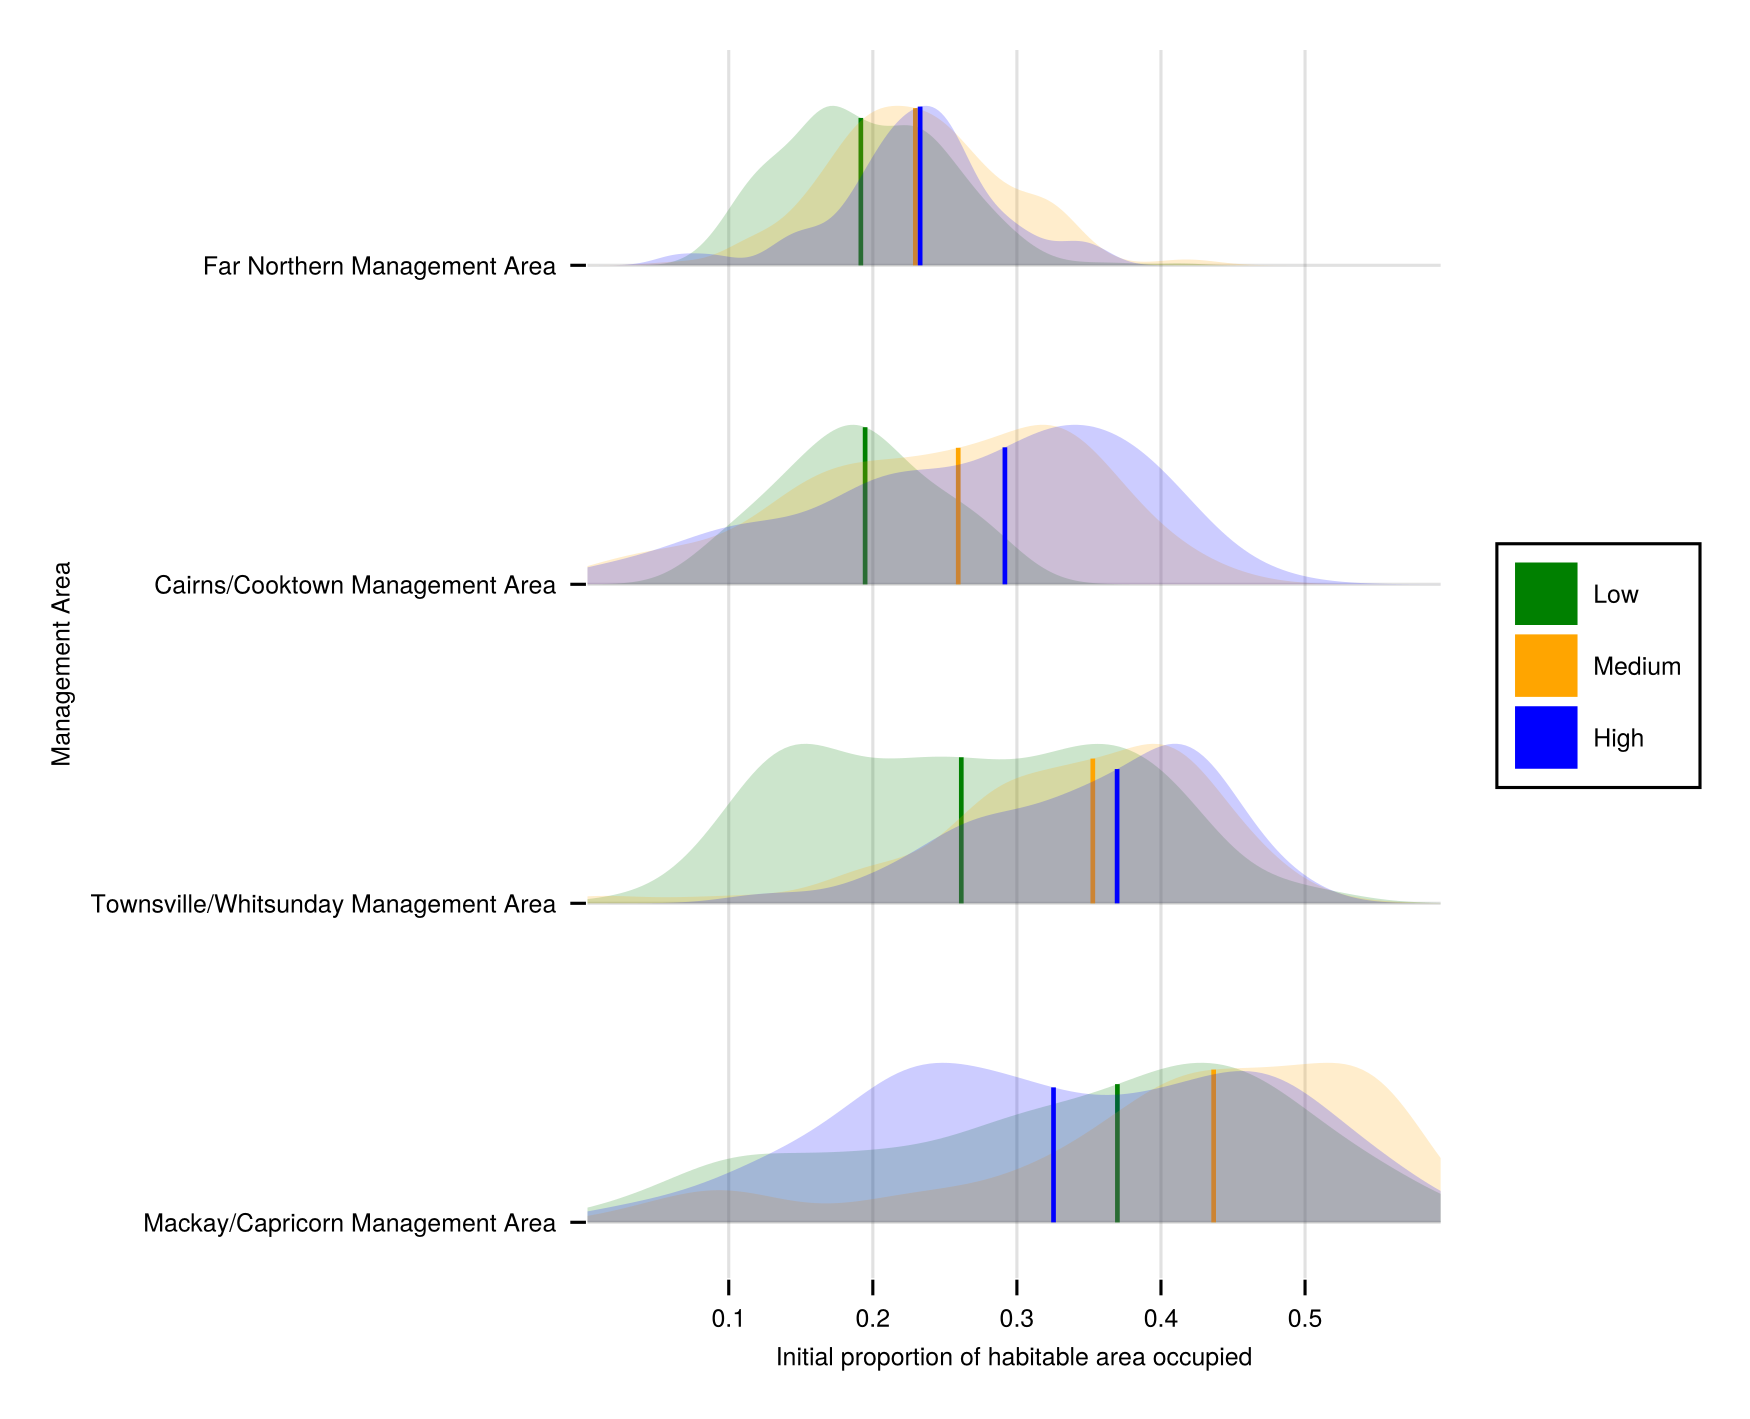 Management Area
Far Northern Management Area
Cairns/Cooktown Management Area
Townsville/Whitsunday Management Area
Mackay/Capricorn Management Area
0.1 0.2 0.3 0.4 0.5
Initial proportion of habitable area occupied
Low
Medium
High